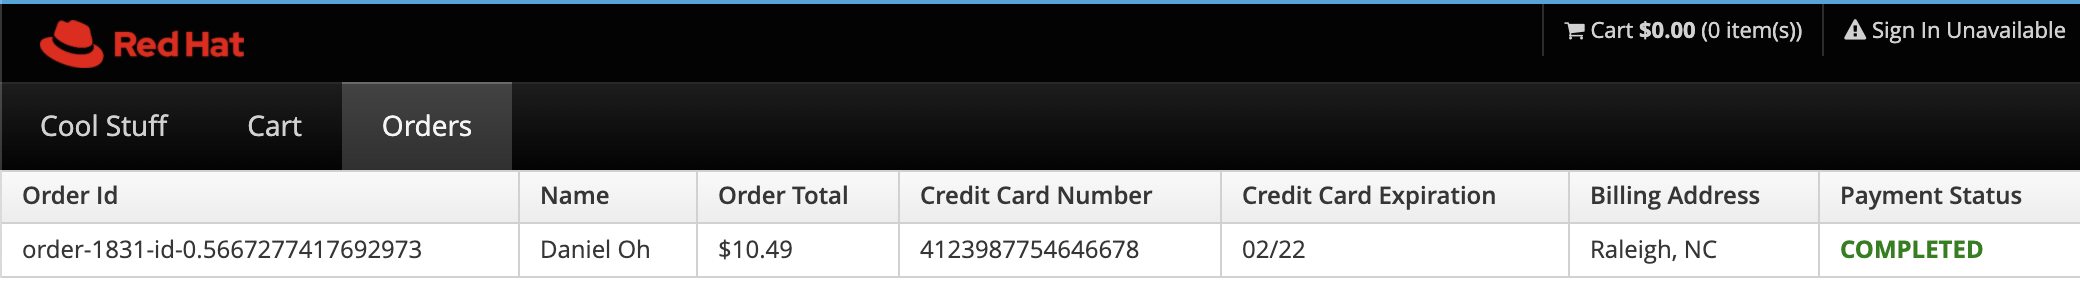 Red Hat
Cart $0.00 (0 item(s))
Sign In Unavailable
Cool Stuff Cart Orders
Order Id Name Order Total Credit Card Number Credit Card Expiration Billing Address Payment Status
order-1831-id-0.5667277417692973 Daniel Oh $10.49 4123987754646678 02/22 Raleigh, NC COMPLETED